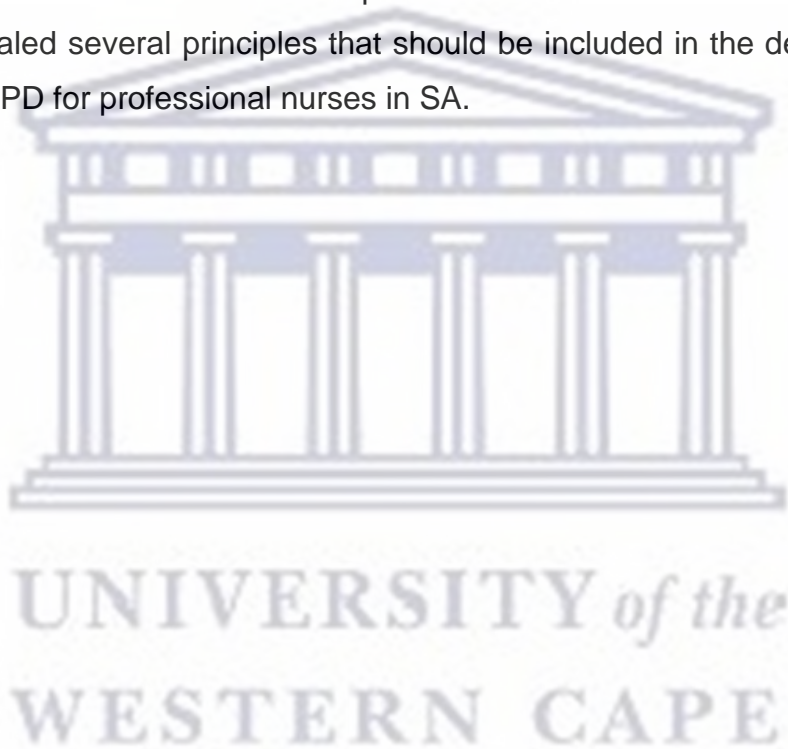 aled several principles that should be included in the de
PD for professional nurses in SA.
UNIVERSITY of the
WESTERN CAPE